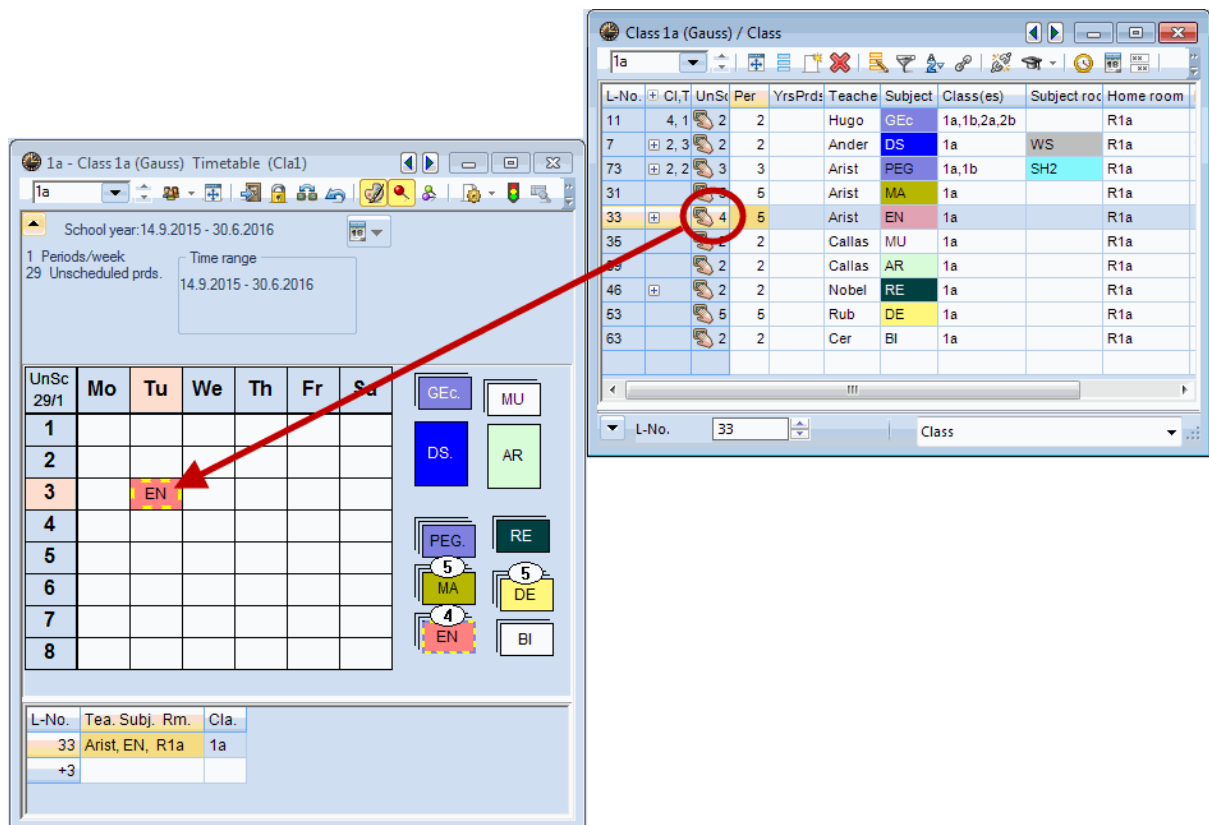 Class 1a (Gauss) / Class
1a
L-No. Cl,T UnSc Per YrsPrds Teache Subject Class(es) Subject roo Home room
11 4, 1 2 2 Hugo GEc 1a,1b,2a,2b R1a
7 2, 3 2 2 Ander DS 1a WS R1a
73 2, 2 3 3 Arist PEG 1a,1b SH2 R1a
31 5 Arist MA 1a R1a
33 4 5 Arist EN 1a R1a
35 2 2 Callas MU 1a R1a
39 2 2 Callas AR 1a R1a
46 2 2 Nobel RE 1a R1a
53 5 5 Rub DE 1a R1a
63 2 2 Cer BI 1a R1a
L-No. 33 Class
1a - Class 1a (Gauss) Timetable (Cla1)
1a
School year:14.9.2015 - 30.6.2016
1 Periods/week
29 Unscheduled prds.
Time range
14.9.2015 - 30.6.2016
UnSc
29/1
Mo Tu We Th Fr Sa
1
2
3 EN
4
5
6
7
8
GEc. MU
DS. AR
PEG. RE
5 5
MA DE
4
EN BI
L-No. Tea. Subj. Rm. Cla.
33 Arist, EN, R1a 1a
+3